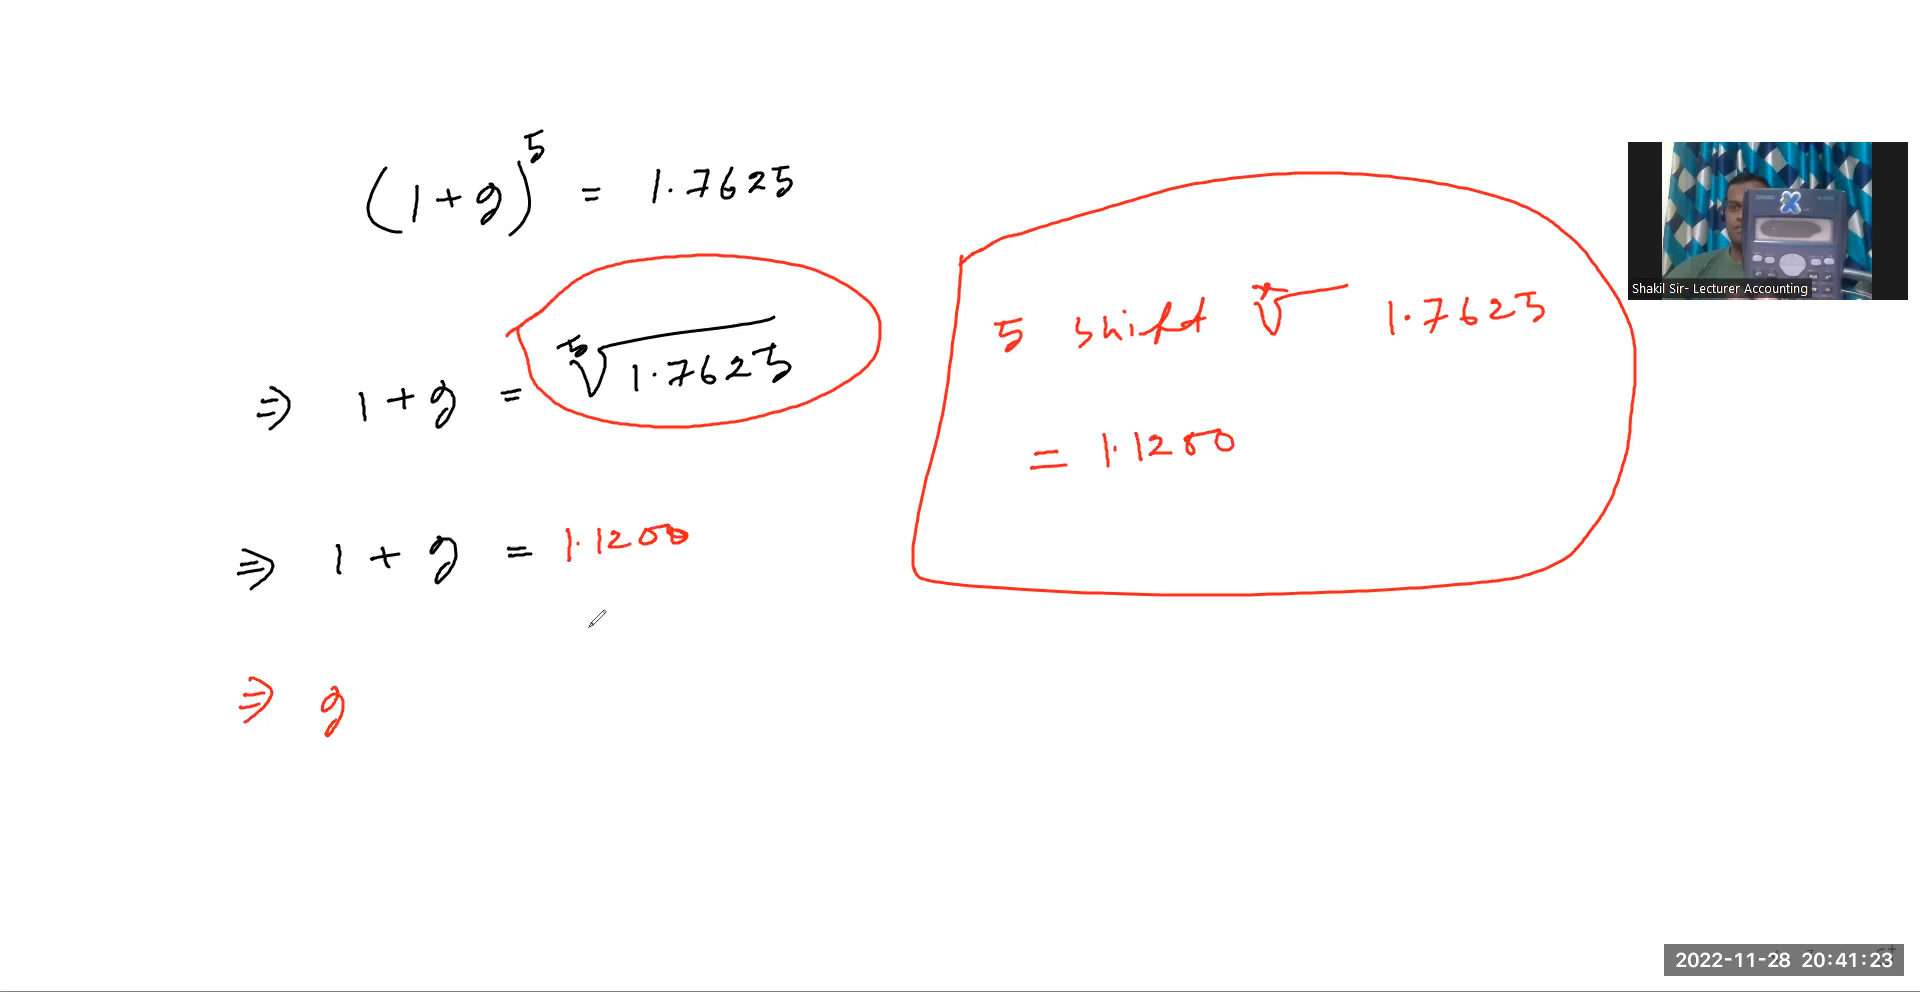 (1+g)^5 = 1.7625
⇒ 1+g = ⁵√1.7625
⇒ 1 + g = 1.1200
⇒ g
5 shift ˣ√ 1.7625
= 1.1200
Shakil Sir- Lecturer Accounting
2022-11-28 20:41:23